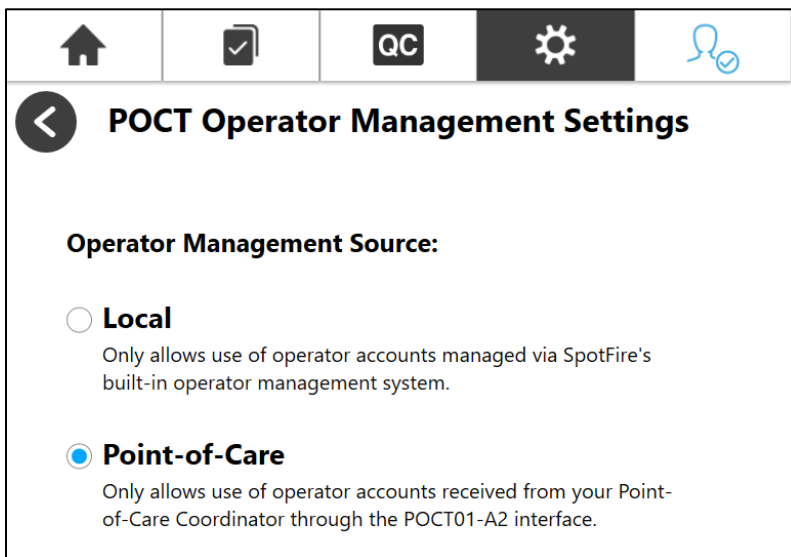 QC
POCT Operator Management Settings
Operator Management Source:
Local
Only allows use of operator accounts managed via SpotFire's
built-in operator management system.
Point-of-Care
Only allows use of operator accounts received from your Point-
of-Care Coordinator through the POCT01-A2 interface.